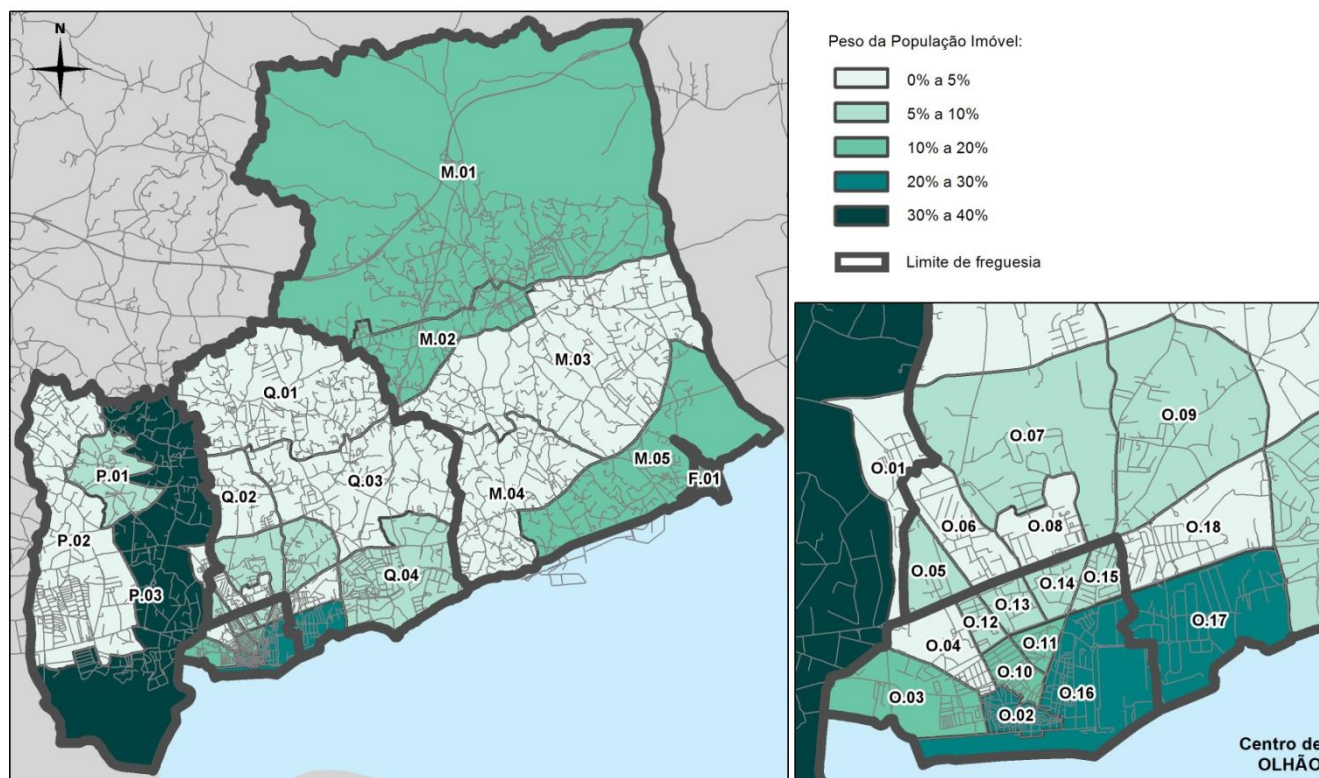 N
M.01
M.02
M.03
Q.01
P.01
Q.02
Q.03
M.05
F.01
M.04
P.02
Q.04
P.03
Peso da População Imóvel:
0% a 5%
5% a 10%
10% a 20%
20% a 30%
30% a 40%
Limite de freguesia
O.09
O.07
O.01
O.06
O.08
O.18
O.05
O.14
O.15
O.13
O.12
O.11
O.04
O.17
O.10
O.03
O.16
O.02
Centro de
OLHÃO